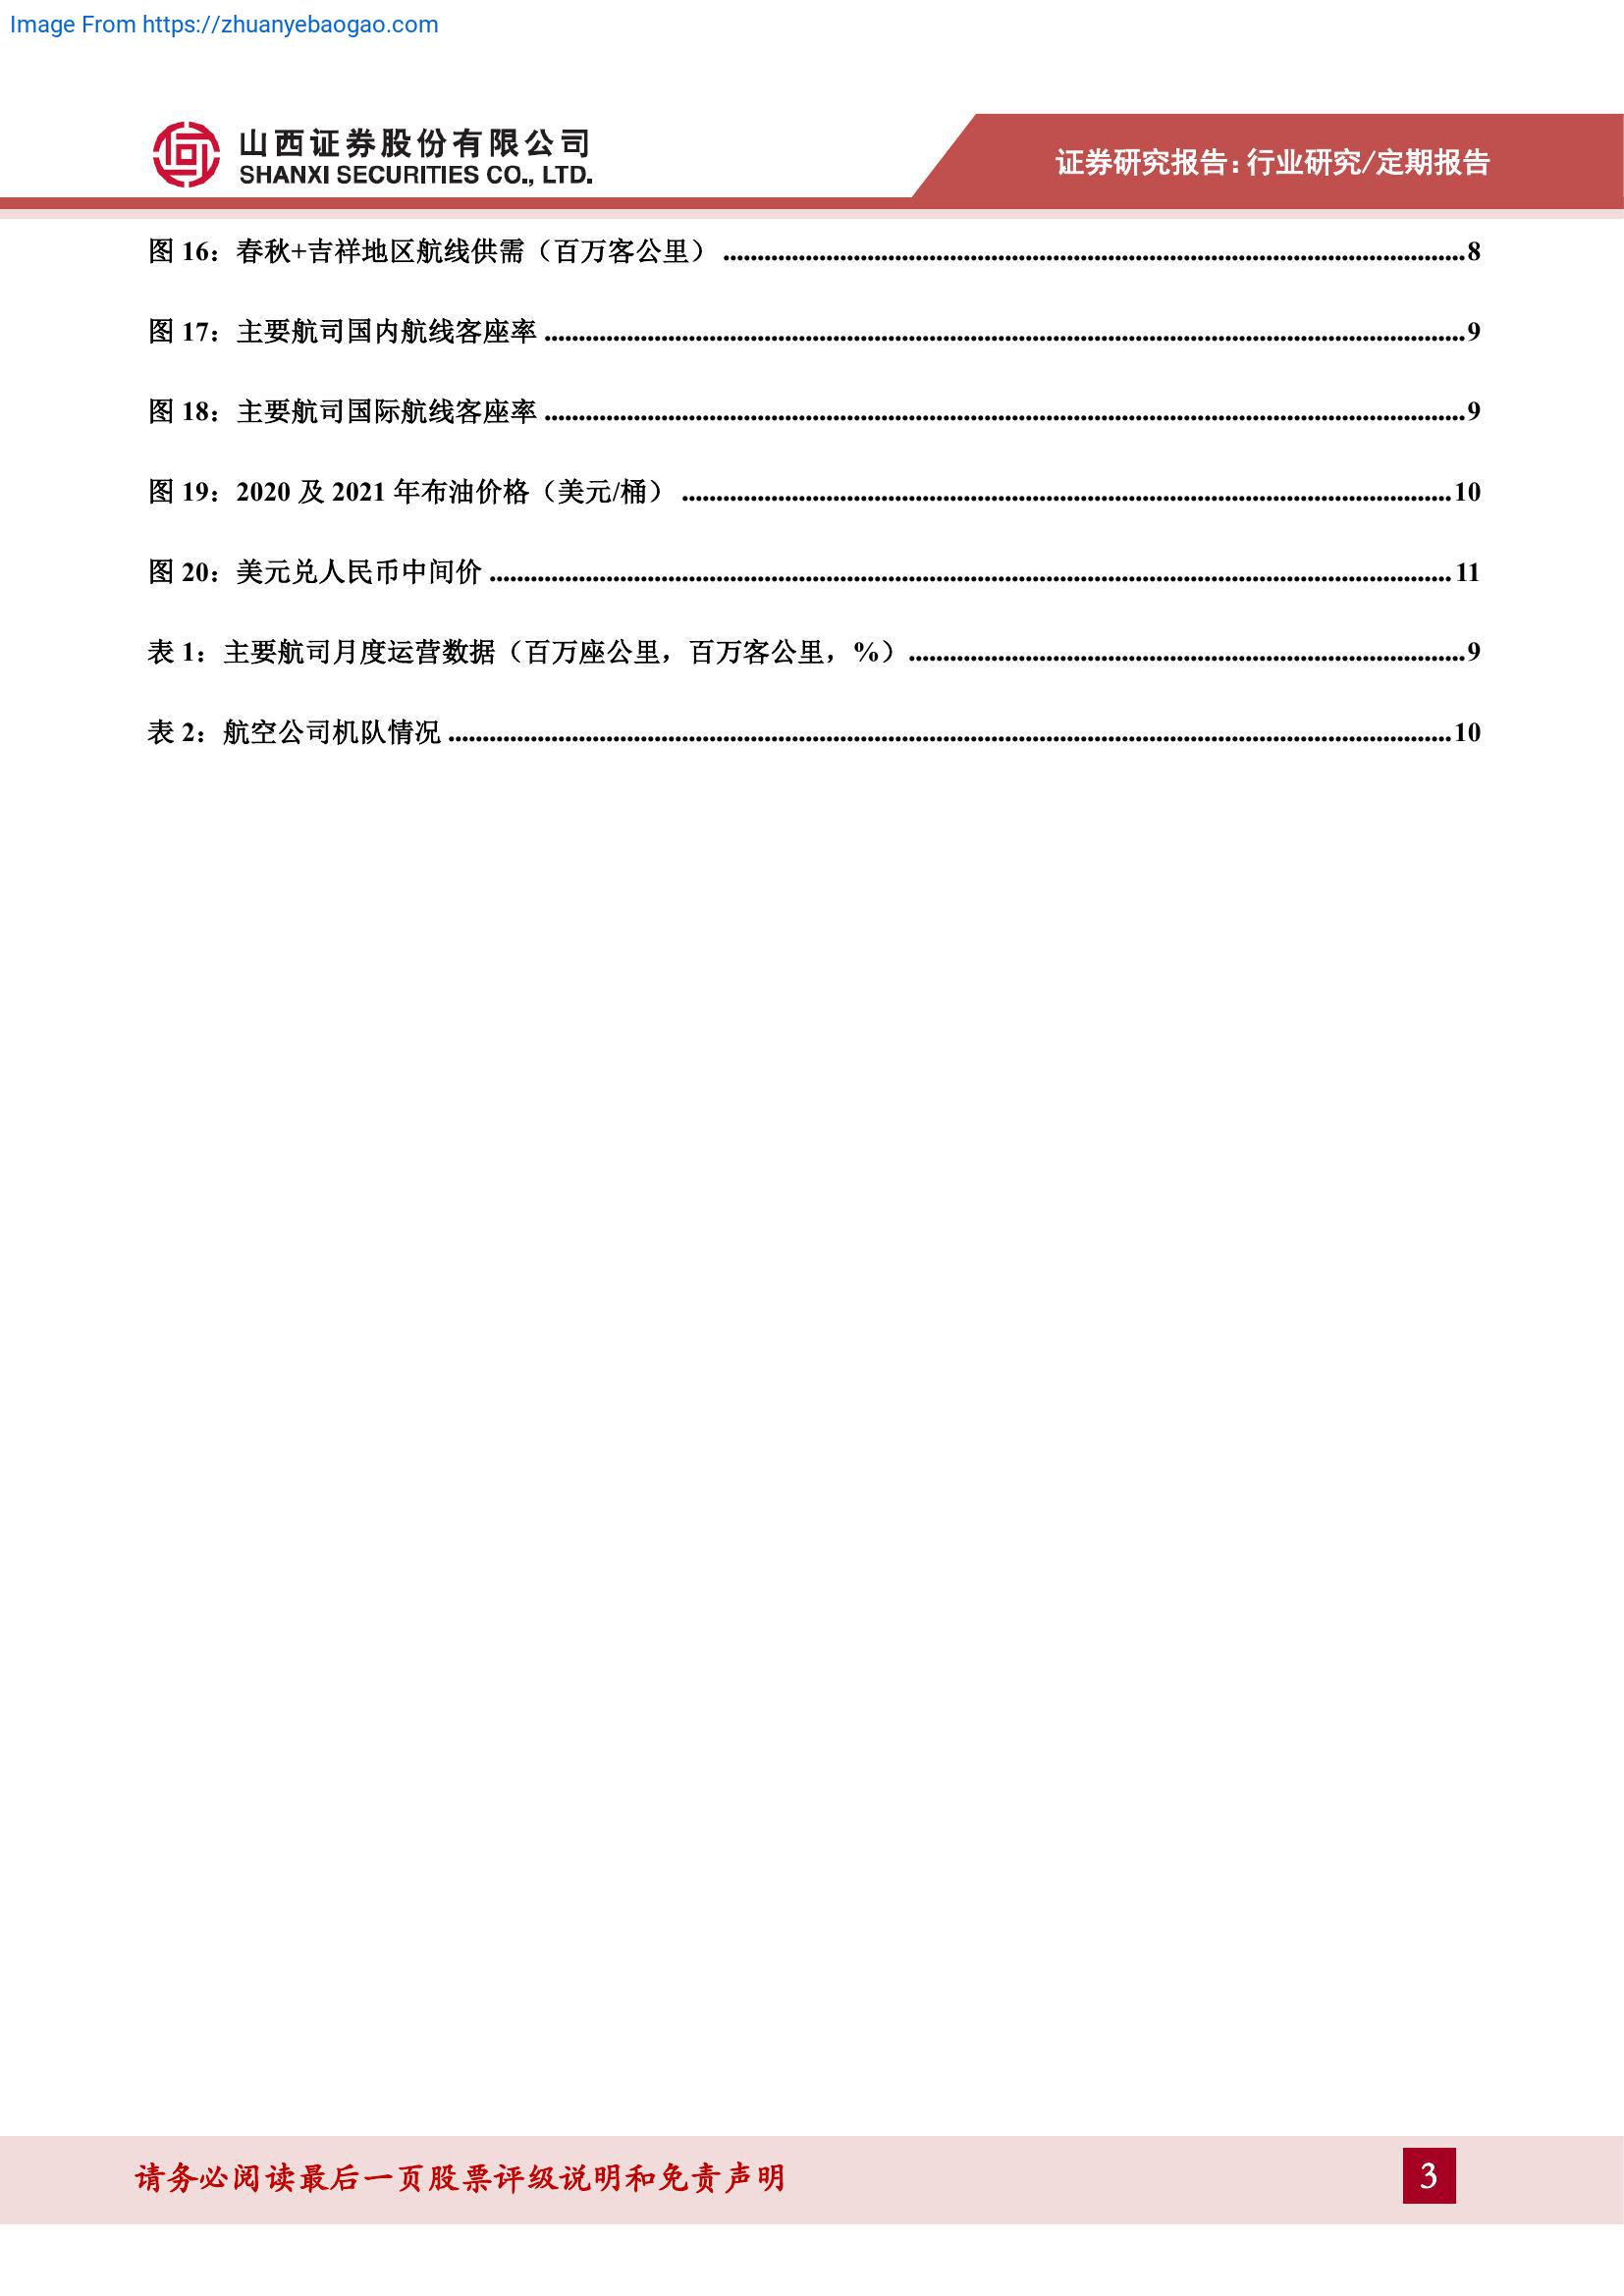 Image From https://zhuanyebaogao.com
山西证券股份有限公司
SHANXI SECURITIES CO., LTD.
证券研究报告：行业研究/定期报告
图 16：春秋+吉祥地区航线供需（百万客公里）........................................8
图 17：主要航司国内航线客座率........................................9
图 18：主要航司国际航线客座率........................................9
图 19：2020 及 2021 年布油价格（美元/桶）........................................10
图 20：美元兑人民币中间价........................................11
表 1：主要航司月度运营数据（百万座公里，百万客公里，%）........................................9
表 2：航空公司机队情况........................................10
请务必阅读最后一页股票评级说明和免责声明
3